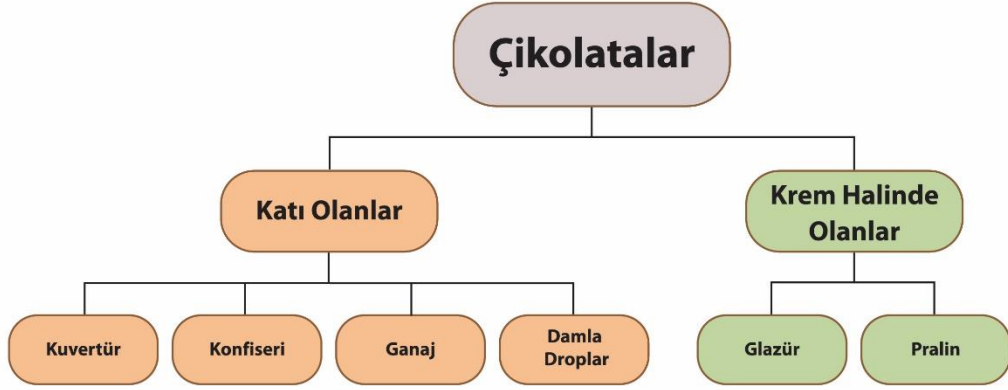 Çikolatalar
Katı Olanlar
Krem Halinde
Olanlar
Kuvertür
Konfiseri
Ganaj
Damla
Droplar
Glazür
Pralin